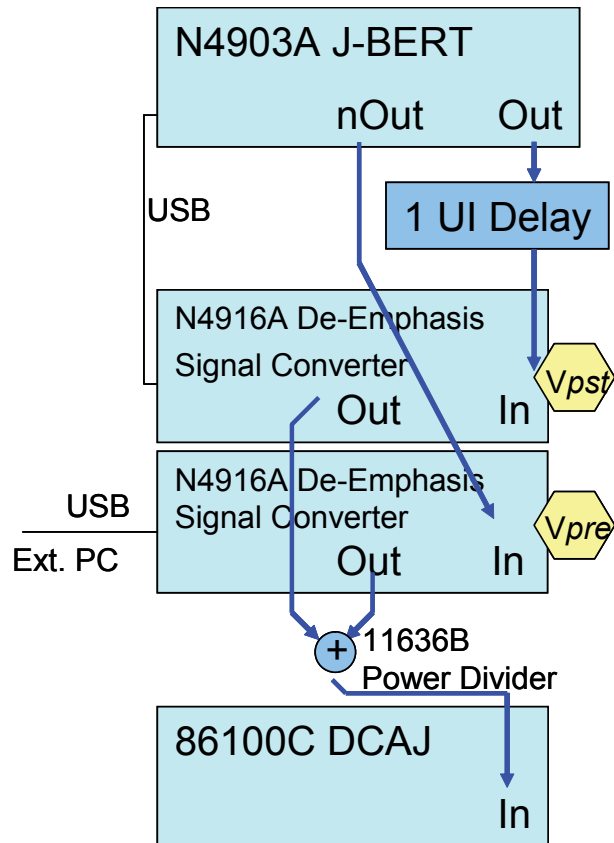 N4903A J-BERT
nOut Out
USB
1 UI Delay
N4916A De-Emphasis
Signal Converter
Out In
Vpst
N4916A De-Emphasis
Signal Converter
Out In
Vpre
USB
Ext. PC
+
11636B
Power Divider
86100C DCAJ
In